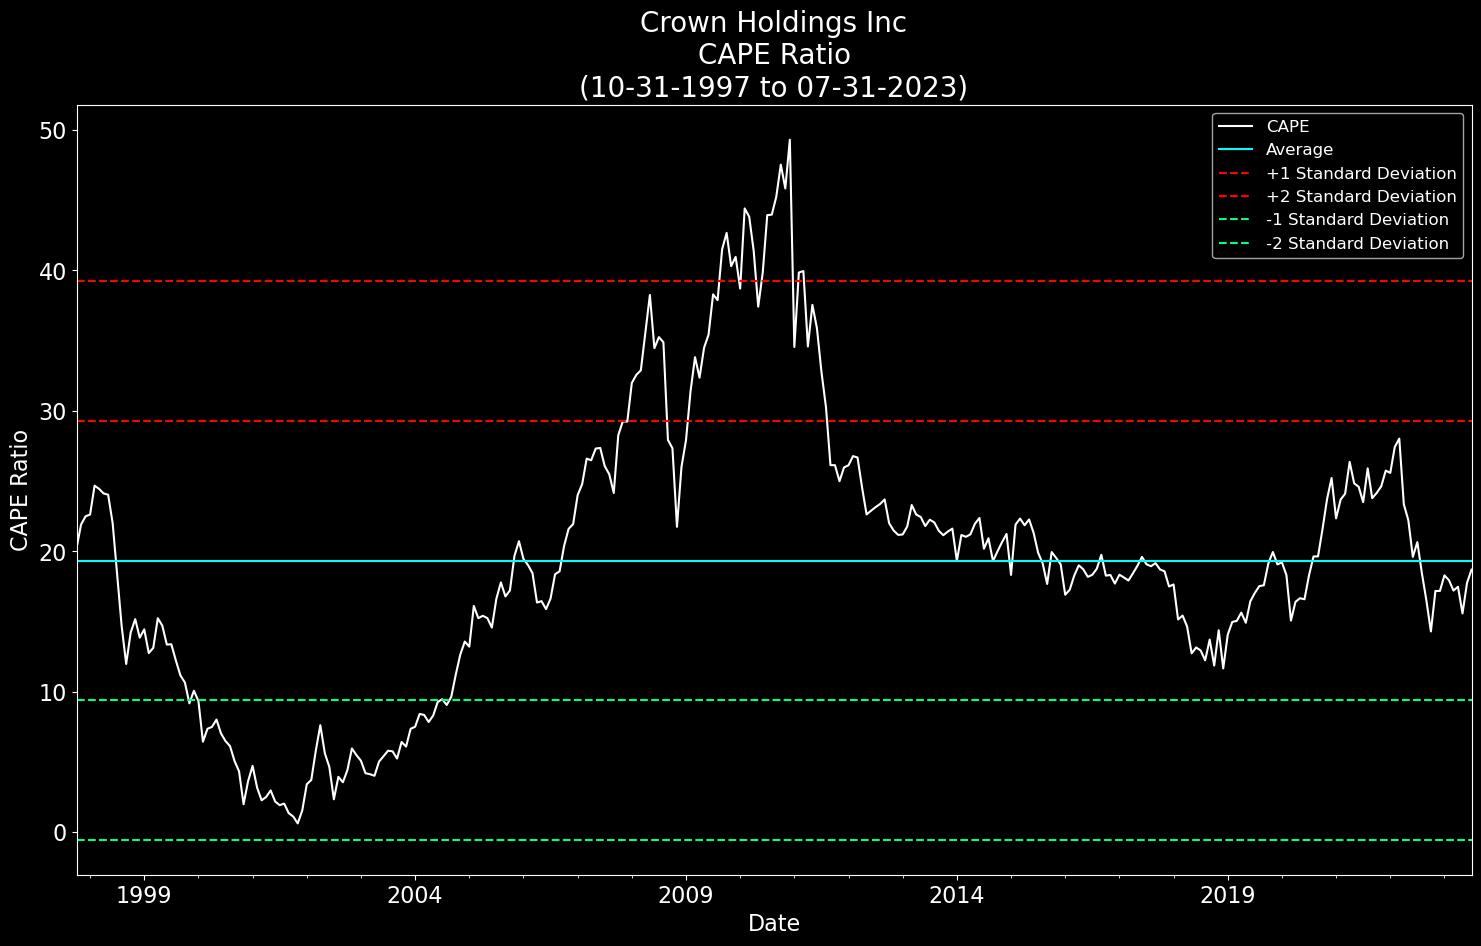 Crown Holdings Inc
CAPE Ratio
(10-31-1997 to 07-31-2023)
CAPE
Average
+1 Standard Deviation
+2 Standard Deviation
-1 Standard Deviation
-2 Standard Deviation
50
40
30
20
10
0
CAPE Ratio
1999 2004 2009 2014 2019
Date